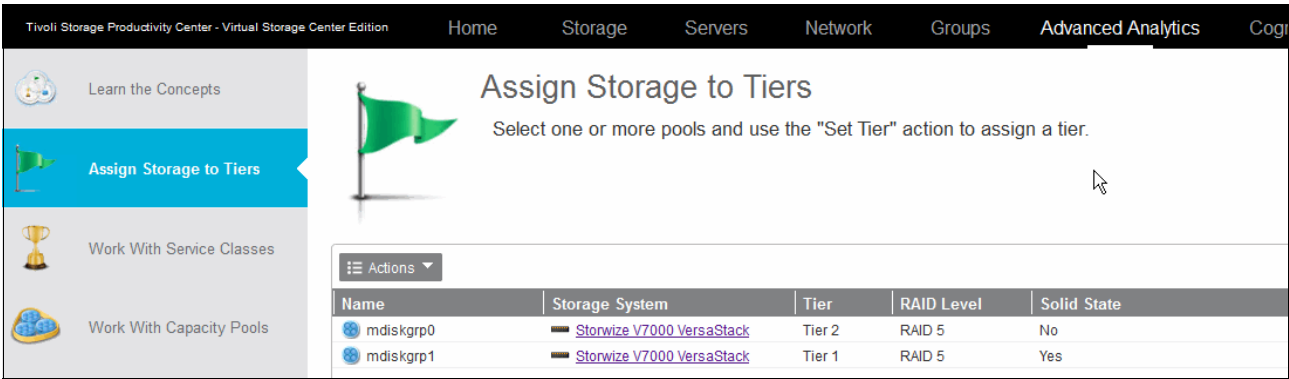 Tivoli Storage Productivity Center - Virtual Storage Center Edition Home Storage Servers Network Groups Advanced Analytics Cogr
Learn the Concepts
Assign Storage to Tiers
Work With Service Classes
Work With Capacity Pools
Assign Storage to Tiers
Select one or more pools and use the "Set Tier" action to assign a tier.
Actions
Name Storage System Tier RAID Level Solid State
mdiskgrp0 Storwize V7000 VersaStack Tier 2 RAID 5 No
mdiskgrp1 Storwize V7000 VersaStack Tier 1 RAID 5 Yes